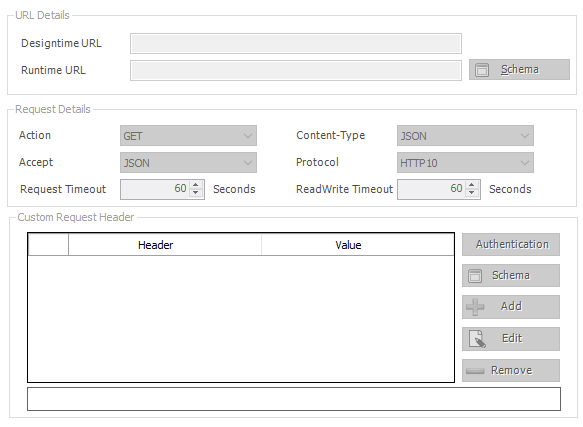 URL Details
Designtime URL
Runtime URL
Schema
Request Details
Action GET Content-Type JSON
Accept JSON Protocol HTTP10
Request Timeout 60 Seconds ReadWrite Timeout 60 Seconds
Custom Request Header
Header Value
Authentication
Schema
Add
Edit
Remove